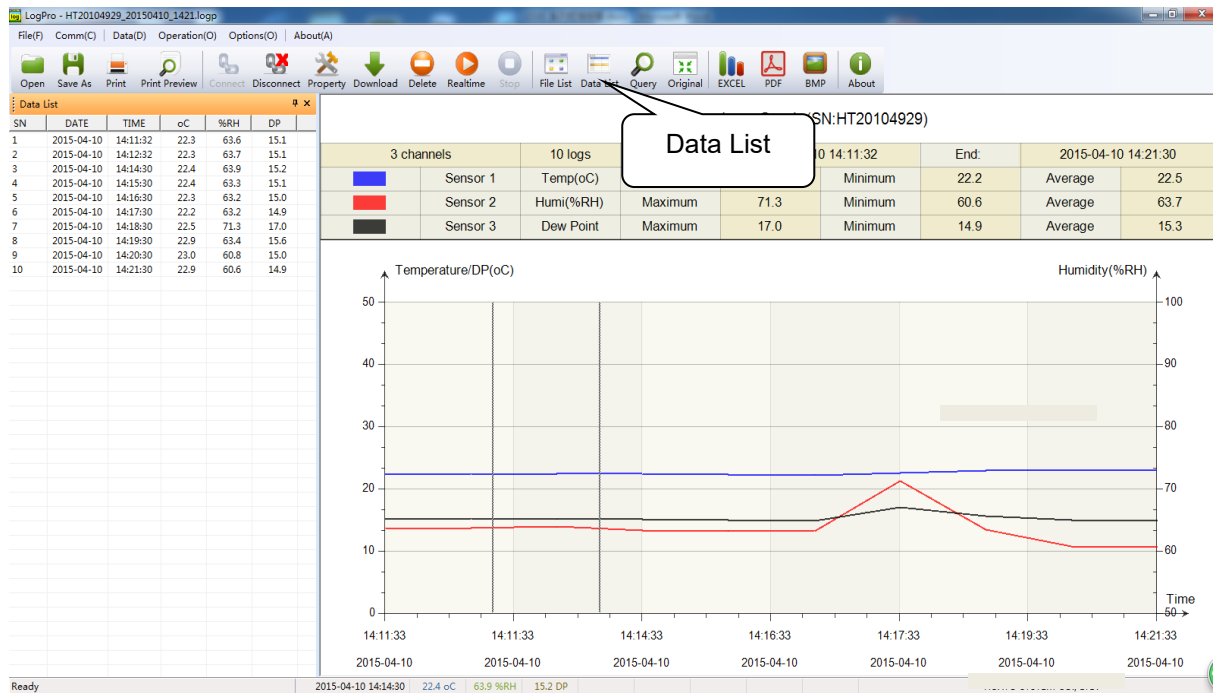 LogPro - HT20104929_20150410_1421.logp
File(F) Comm(C) Data(D) Operation(O) Options(O) About(A)
Open Save As Print Print Preview Connect Disconnect Property Download Delete Realtime Stop File List Data List Query Original EXCEL PDF BMP About
Data List
SN DATE TIME oC %RH DP
1 2015-04-10 14:11:32 22.3 63.6 15.1
2 2015-04-10 14:12:32 22.3 63.7 15.1
3 2015-04-10 14:14:30 22.4 63.9 15.2
4 2015-04-10 14:15:30 22.4 63.3 15.1
5 2015-04-10 14:16:30 22.3 63.2 15.0
6 2015-04-10 14:17:30 22.2 63.2 14.9
7 2015-04-10 14:18:30 22.5 71.3 17.0
8 2015-04-10 14:19:30 22.9 63.4 15.6
9 2015-04-10 14:20:30 23.0 60.8 15.0
10 2015-04-10 14:21:30 22.9 60.6 14.9
(SN:HT20104929)
Data List
3 channels 10 logs 0 14:11:32 End: 2015-04-10 14:21:30
Sensor 1 Temp(oC) Minimum 22.2 Average 22.5
Sensor 2 Humi(%RH) Maximum 71.3 Minimum 60.6 Average 63.7
Sensor 3 Dew Point Maximum 17.0 Minimum 14.9 Average 15.3
Temperature/DP(oC) Humidity(%RH)
50 100
40 90
30 80
20 70
10 60
0 50
Time
14:11:33 14:11:33 14:14:33 14:16:33 14:17:33 14:19:33 14:21:33
2015-04-10 2015-04-10 2015-04-10 2015-04-10 2015-04-10 2015-04-10 2015-04-10
Ready 2015-04-10 14:14:30 22.4 oC 63.9 %RH 15.2 DP